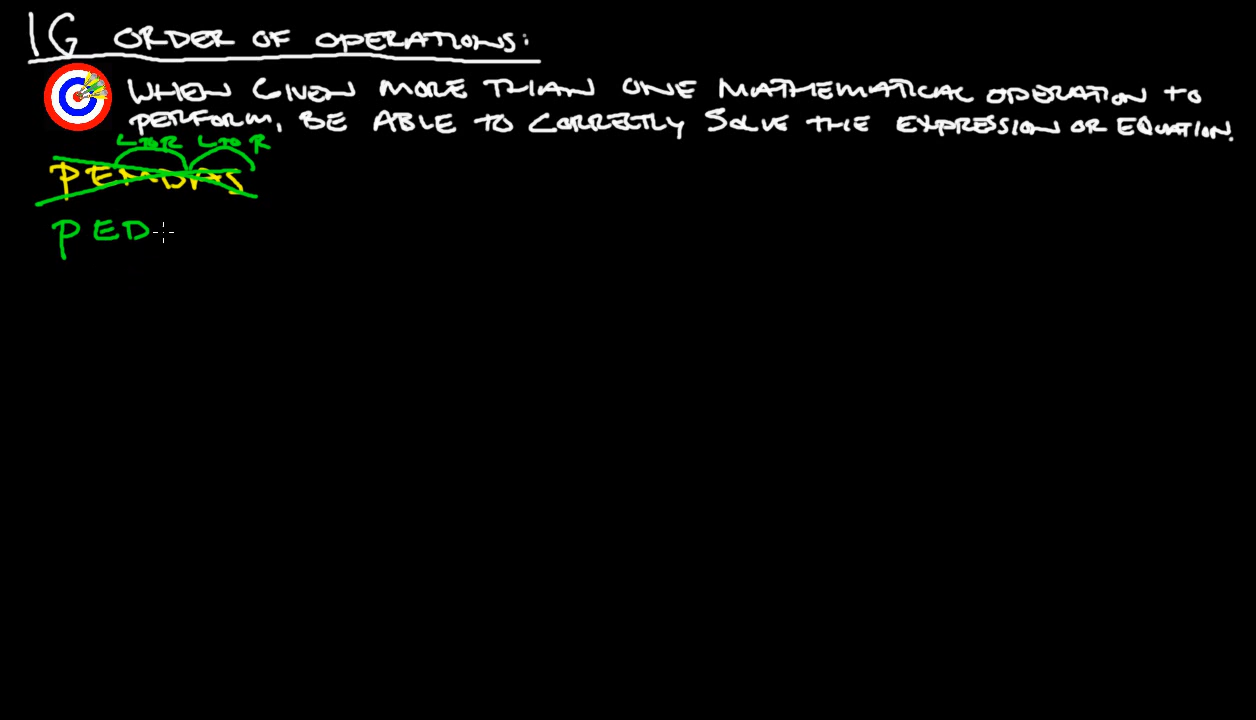 1G ORDER OF OPERATIONS:
WHEN GIVEN MORE THAN ONE MATHEMATICAL OPERATION TO
PERFORM, BE ABLE TO CORRECTLY SOLVE THE EXPRESSION OR EQUATION.
L TO R L TO R
PEMDAS
PED